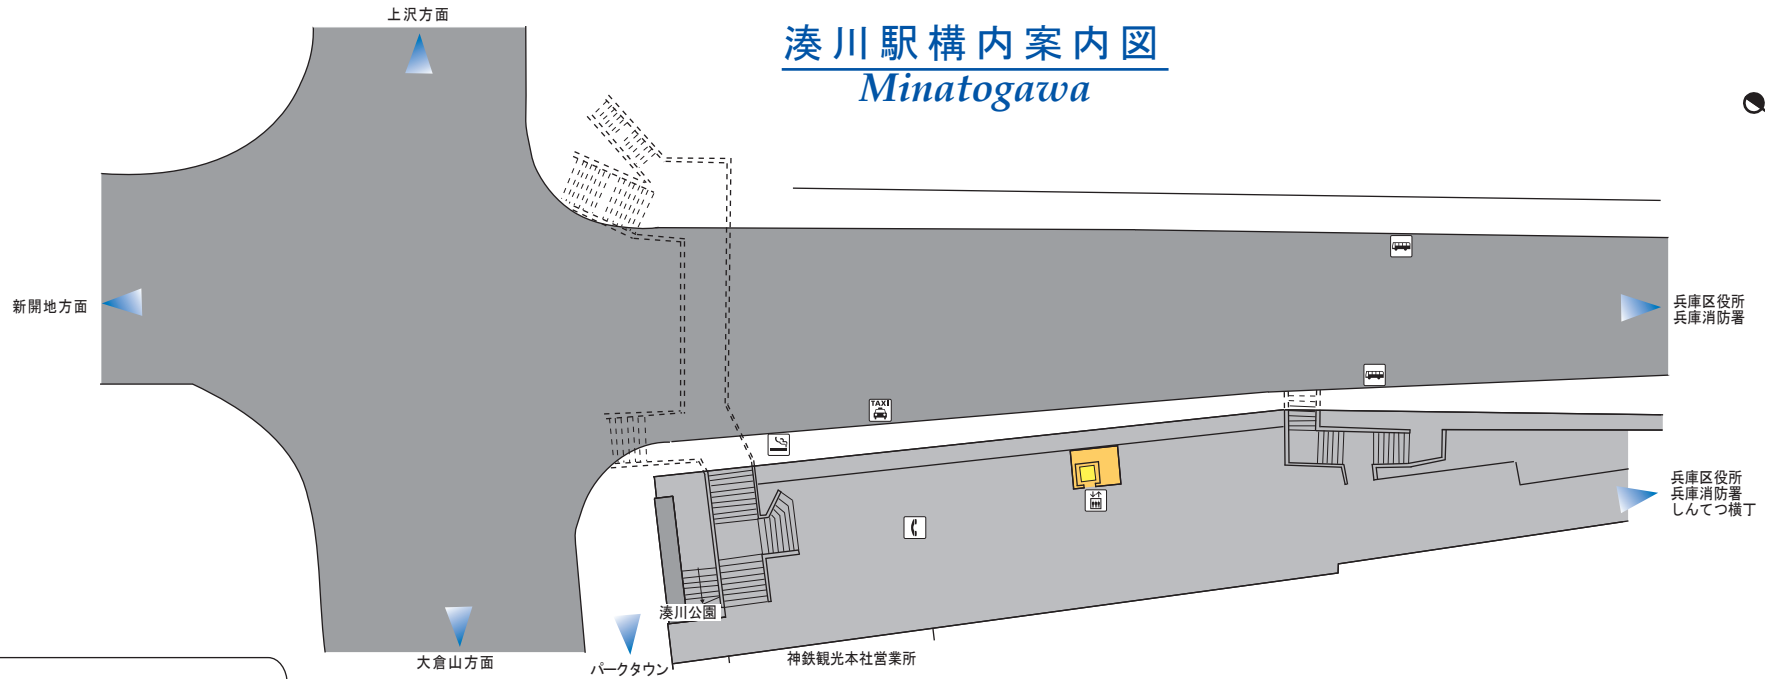 上沢方面
湊川駅構内案内図
Minatogawa
新開地方面
兵庫区役所
兵庫消防署
TAXI
兵庫区役所
兵庫消防署
しんてつ横丁
湊川公園
大倉山方面
パークタウン
神鉄観光本社営業所